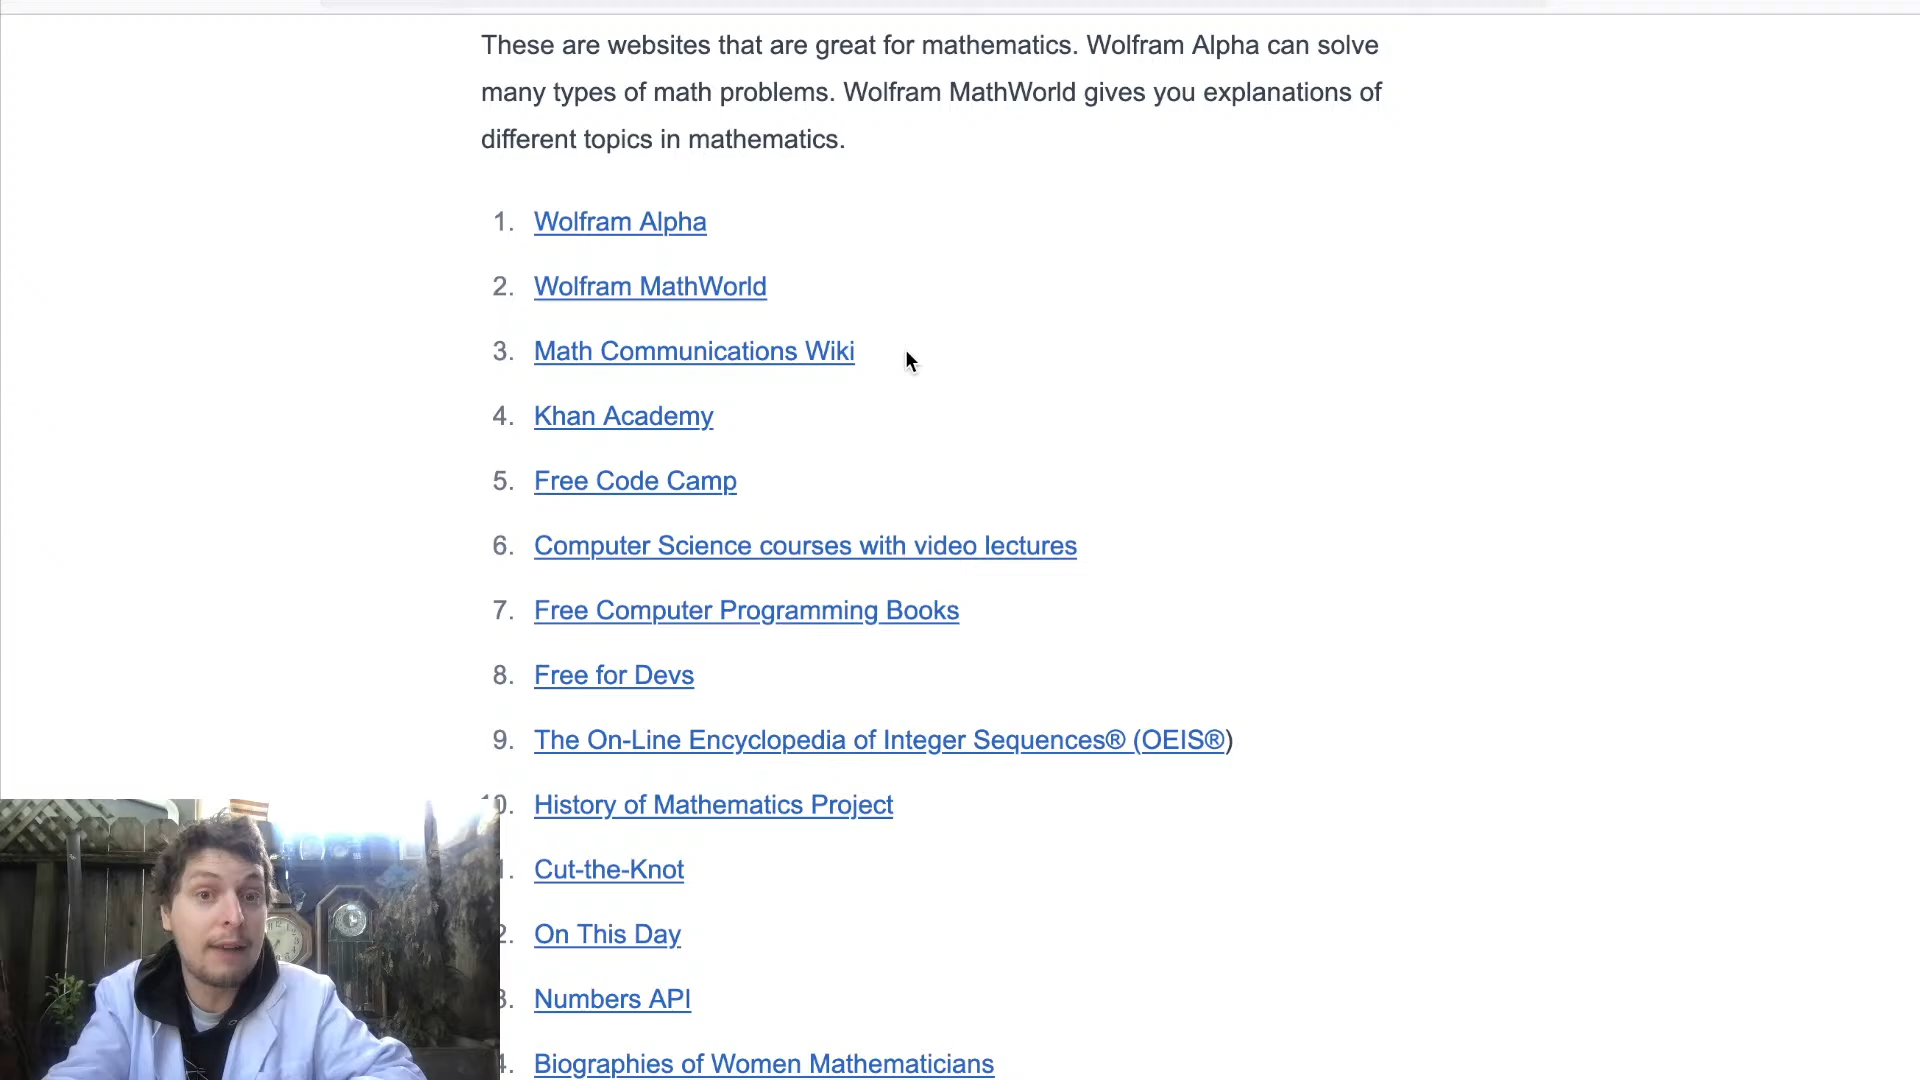 These are websites that are great for mathematics. Wolfram Alpha can solve
many types of math problems. Wolfram MathWorld gives you explanations of
different topics in mathematics.
1. Wolfram Alpha
2. Wolfram MathWorld
3. Math Communications Wiki
4. Khan Academy
5. Free Code Camp
6. Computer Science courses with video lectures
7. Free Computer Programming Books
8. Free for Devs
9. The On-Line Encyclopedia of Integer Sequences® (OEIS®)
10. History of Mathematics Project
. Cut-the-Knot
2. On This Day
3. Numbers API
4. Biographies of Women Mathematicians